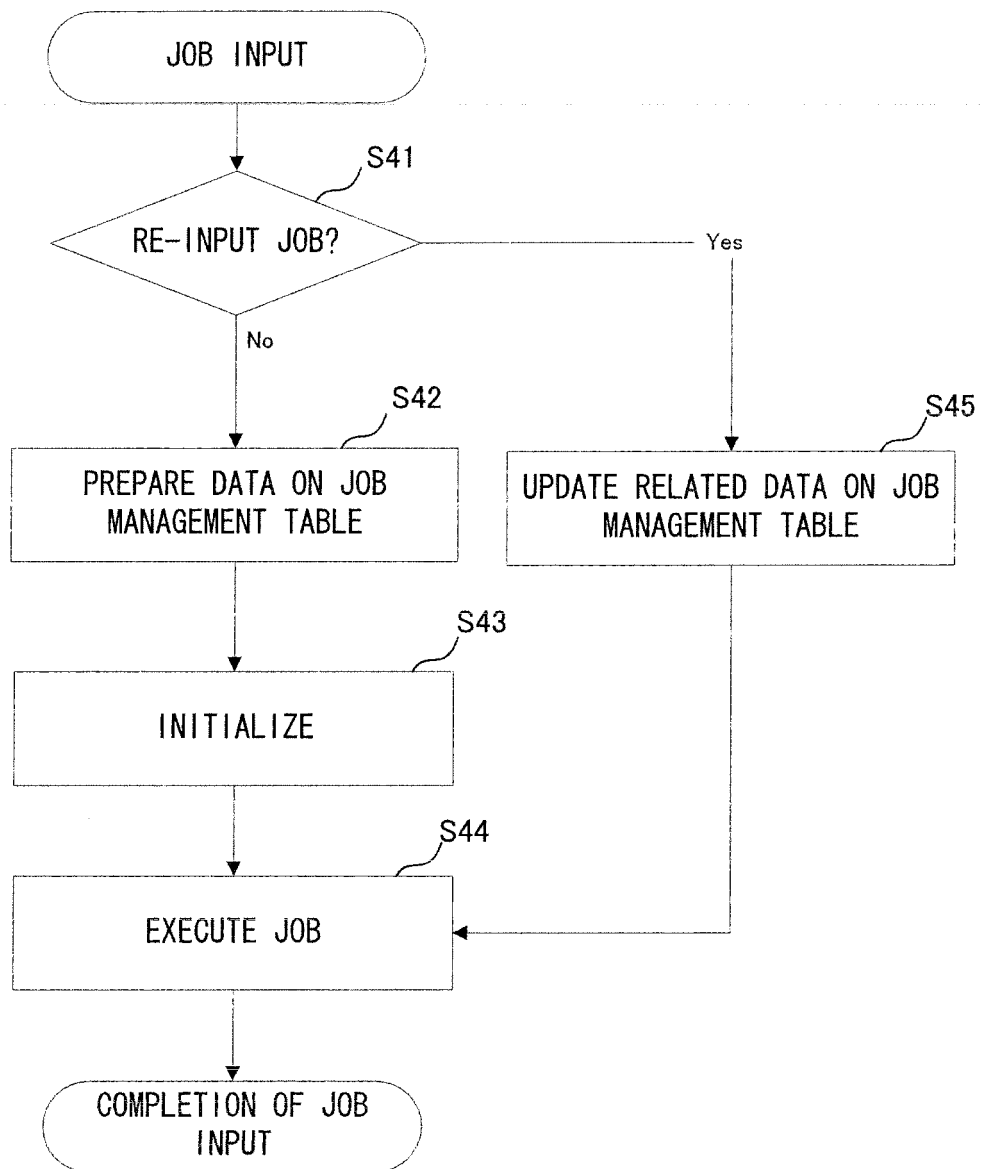 JOB INPUT
S41
RE-INPUT JOB?
Yes
No
S42
S45
PREPARE DATA ON JOB
MANAGEMENT TABLE
UPDATE RELATED DATA ON JOB
MANAGEMENT TABLE
S43
INITIALIZE
S44
EXECUTE JOB
COMPLETION OF JOB
INPUT